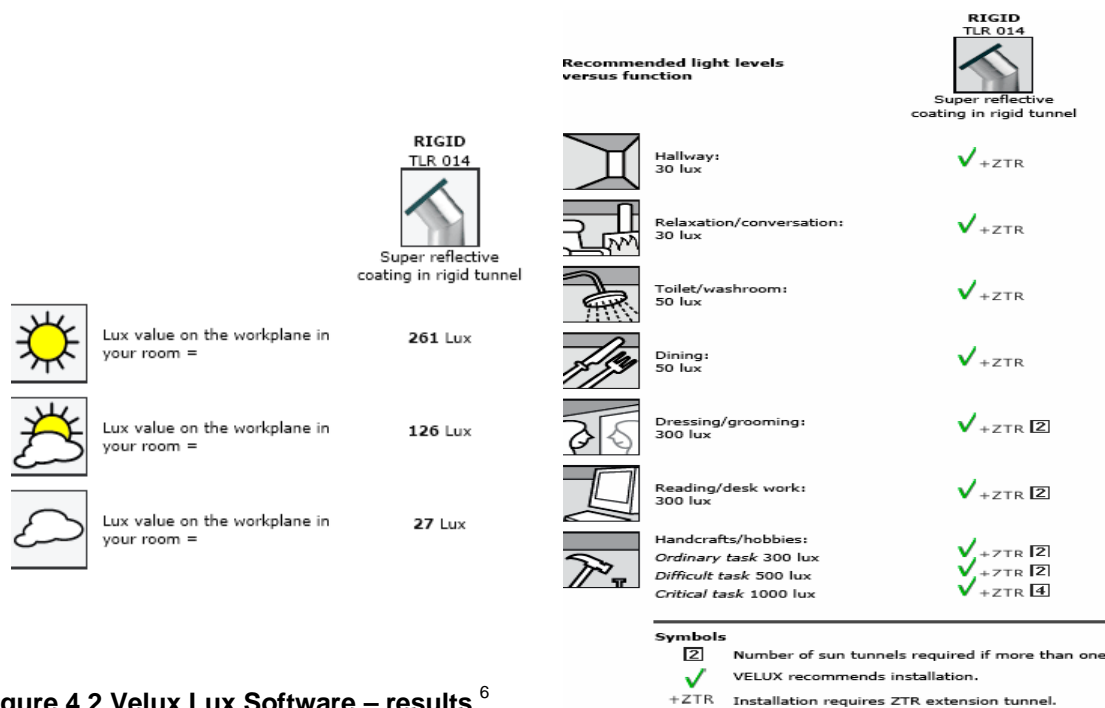 RIGID
TLR 014
Super reflective
coating in rigid tunnel
Lux value on the workplane in
your room =
261 Lux
Lux value on the workplane in
your room =
126 Lux
Lux value on the workplane in
your room =
27 Lux
gure 4.2 Velux Lux Software – results 6
Recommended light levels
versus function
RIGID
TLR 014
Super reflective
coating in rigid tunnel
Hallway:
30 lux
+ZTR
Relaxation/conversation:
30 lux
+ZTR
Toilet/washroom:
50 lux
+ZTR
Dining:
50 lux
+ZTR
Dressing/grooming:
300 lux
+ZTR 2
Reading/desk work:
300 lux
+ZTR 2
Handcrafts/hobbies:
Ordinary task 300 lux +ZTR 2
Difficult task 500 lux +ZTR 2
Critical task 1000 lux +ZTR 4
Symbols
2 Number of sun tunnels required if more than one
VELUX recommends installation.
+ZTR Installation requires ZTR extension tunnel.